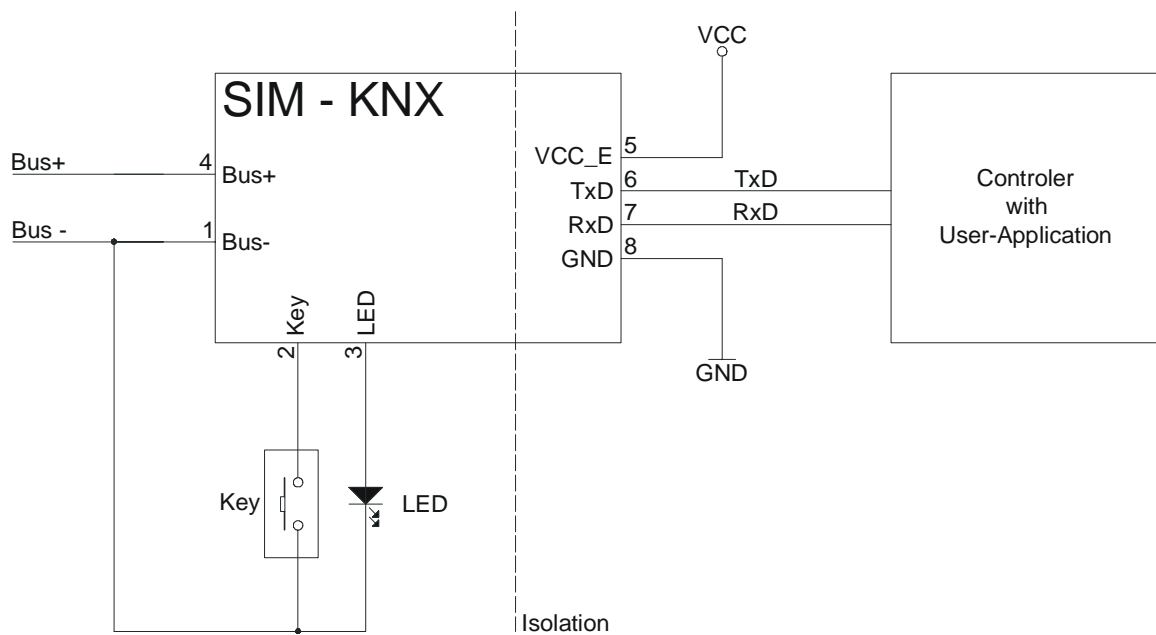 VCC
SIM - KNX
Bus+
4
Bus+
VCC_E
5
TxD
6
TxD
RxD
7
RxD
GND
8
Controler
with
User-Application
Bus -
1
Bus-
Key
LED
2
3
GND
Key
LED
Isolation